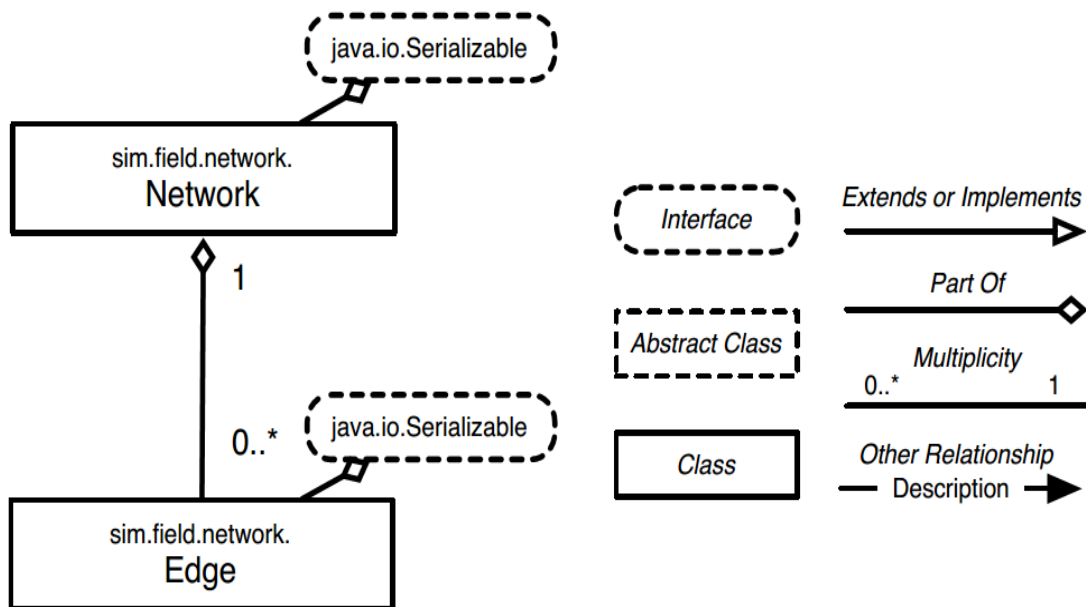 java.io.Serializable
sim.field.network.
Network
1
0..*
java.io.Serializable
sim.field.network.
Edge
Interface
Extends or Implements
Part Of
Abstract Class
Multiplicity
0..* 1
Class
Other Relationship
Description